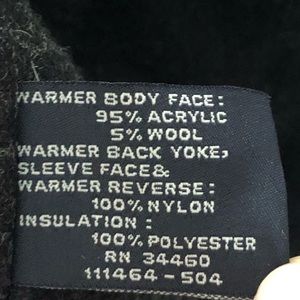 WARMER BODY FACE:
95% ACRYLIC
5% WOOL
WARMER BACK YOKE,
SLEEVE FACE&
WARMER REVERSE:
100% NYLON
INSULATION:
100% POLYESTER
RN 34460
111464-504